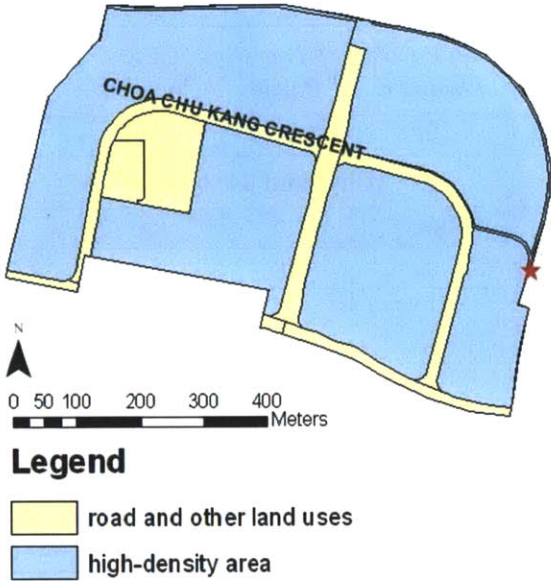 CHOA CHU KANG CRESCENT
N
0 50 100 200 300 400
Meters
Legend
road and other land uses
high-density area